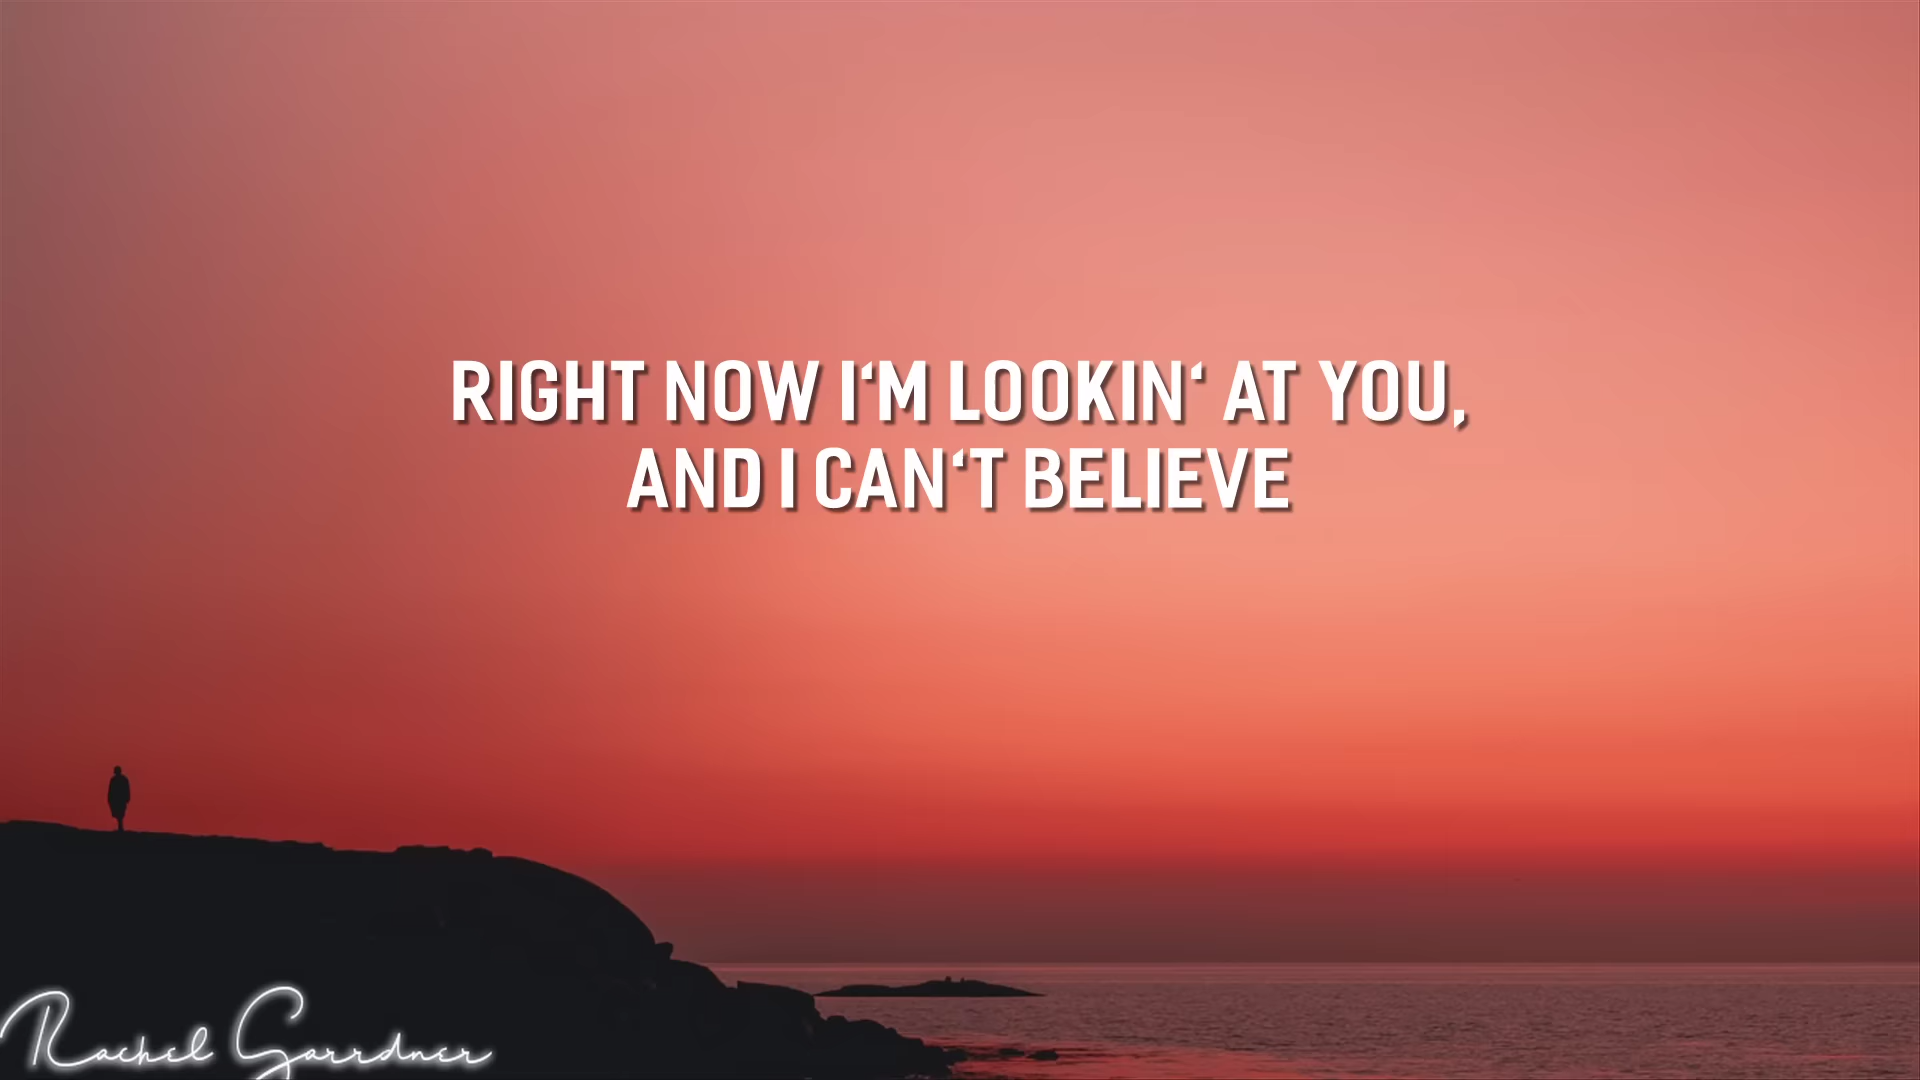 RIGHT NOW I‘M LOOKIN‘ AT YOU,
AND I CAN‘T BELIEVE
Rachel Garrdner